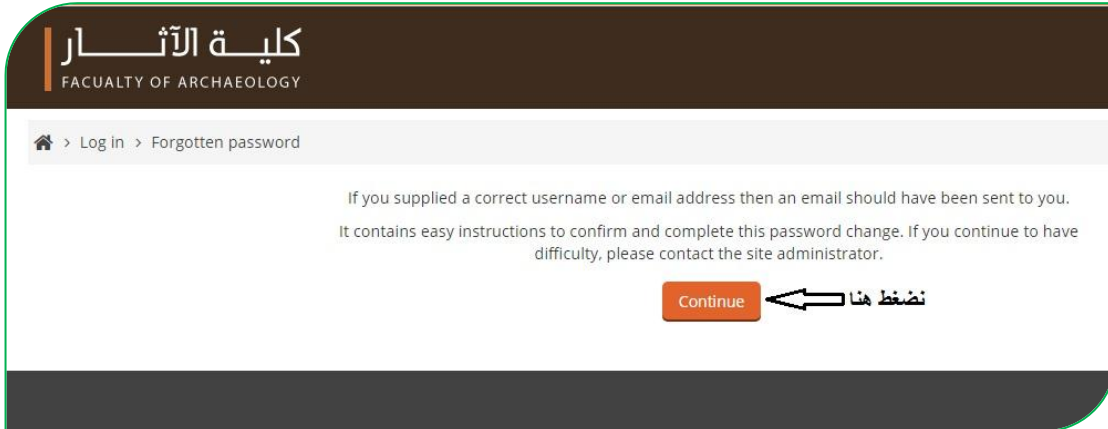 كليـــة الآثـــــار
FACUALTY OF ARCHAEOLOGY
> Log in > Forgotten password
If you supplied a correct username or email address then an email should have been sent to you.
It contains easy instructions to confirm and complete this password change. If you continue to have
difficulty, please contact the site administrator.
Continue نضغط هنا